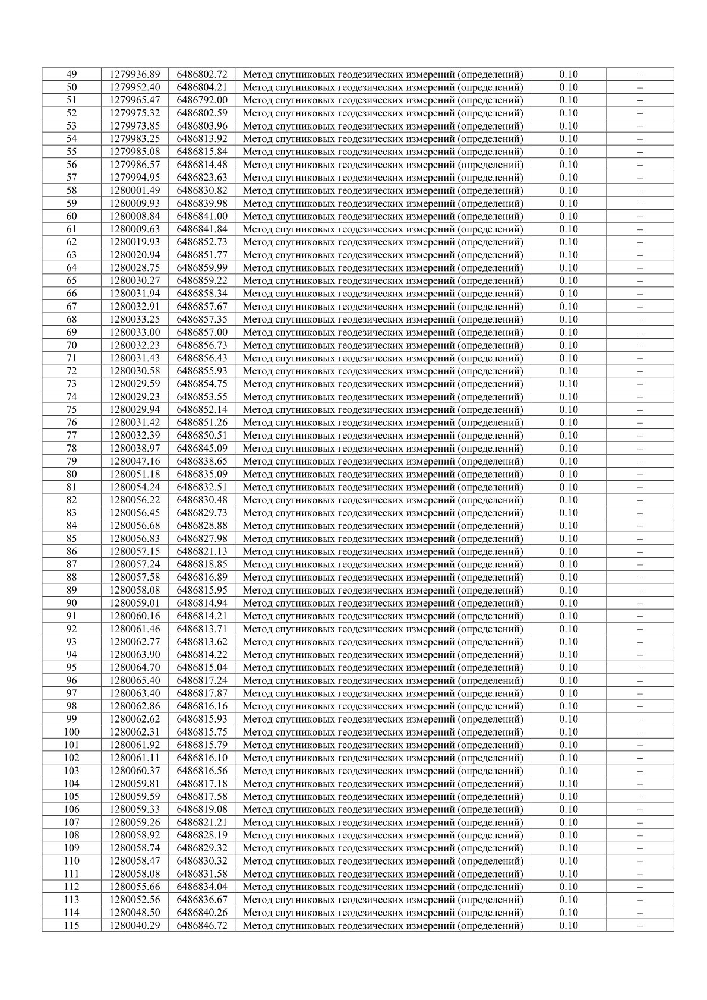 49 1279936.89 6486802.72 Метод спутниковых геодезических измерений (определений) 0.10 –
50 1279952.40 6486804.21 Метод спутниковых геодезических измерений (определений) 0.10 –
51 1279965.47 6486792.00 Метод спутниковых геодезических измерений (определений) 0.10 –
52 1279975.32 6486802.59 Метод спутниковых геодезических измерений (определений) 0.10 –
53 1279973.85 6486803.96 Метод спутниковых геодезических измерений (определений) 0.10 –
54 1279983.25 6486813.92 Метод спутниковых геодезических измерений (определений) 0.10 –
55 1279985.08 6486815.84 Метод спутниковых геодезических измерений (определений) 0.10 –
56 1279986.57 6486814.48 Метод спутниковых геодезических измерений (определений) 0.10 –
57 1279994.95 6486823.63 Метод спутниковых геодезических измерений (определений) 0.10 –
58 1280001.49 6486830.82 Метод спутниковых геодезических измерений (определений) 0.10 –
59 1280009.93 6486839.98 Метод спутниковых геодезических измерений (определений) 0.10 –
60 1280008.84 6486841.00 Метод спутниковых геодезических измерений (определений) 0.10 –
61 1280009.63 6486841.84 Метод спутниковых геодезических измерений (определений) 0.10 –
62 1280019.93 6486852.73 Метод спутниковых геодезических измерений (определений) 0.10 –
63 1280020.94 6486851.77 Метод спутниковых геодезических измерений (определений) 0.10 –
64 1280028.75 6486859.99 Метод спутниковых геодезических измерений (определений) 0.10 –
65 1280030.27 6486859.22 Метод спутниковых геодезических измерений (определений) 0.10 –
66 1280031.94 6486858.34 Метод спутниковых геодезических измерений (определений) 0.10 –
67 1280032.91 6486857.67 Метод спутниковых геодезических измерений (определений) 0.10 –
68 1280033.25 6486857.35 Метод спутниковых геодезических измерений (определений) 0.10 –
69 1280033.00 6486857.00 Метод спутниковых геодезических измерений (определений) 0.10 –
70 1280032.23 6486856.73 Метод спутниковых геодезических измерений (определений) 0.10 –
71 1280031.43 6486856.43 Метод спутниковых геодезических измерений (определений) 0.10 –
72 1280030.58 6486855.93 Метод спутниковых геодезических измерений (определений) 0.10 –
73 1280029.59 6486854.75 Метод спутниковых геодезических измерений (определений) 0.10 –
74 1280029.23 6486853.55 Метод спутниковых геодезических измерений (определений) 0.10 –
75 1280029.94 6486852.14 Метод спутниковых геодезических измерений (определений) 0.10 –
76 1280031.42 6486851.26 Метод спутниковых геодезических измерений (определений) 0.10 –
77 1280032.39 6486850.51 Метод спутниковых геодезических измерений (определений) 0.10 –
78 1280038.97 6486845.09 Метод спутниковых геодезических измерений (определений) 0.10 –
79 1280047.16 6486838.65 Метод спутниковых геодезических измерений (определений) 0.10 –
80 1280051.18 6486835.09 Метод спутниковых геодезических измерений (определений) 0.10 –
81 1280054.24 6486832.51 Метод спутниковых геодезических измерений (определений) 0.10 –
82 1280056.22 6486830.48 Метод спутниковых геодезических измерений (определений) 0.10 –
83 1280056.45 6486829.73 Метод спутниковых геодезических измерений (определений) 0.10 –
84 1280056.68 6486828.88 Метод спутниковых геодезических измерений (определений) 0.10 –
85 1280056.83 6486827.98 Метод спутниковых геодезических измерений (определений) 0.10 –
86 1280057.15 6486821.13 Метод спутниковых геодезических измерений (определений) 0.10 –
87 1280057.24 6486818.85 Метод спутниковых геодезических измерений (определений) 0.10 –
88 1280057.58 6486816.89 Метод спутниковых геодезических измерений (определений) 0.10 –
89 1280058.08 6486815.95 Метод спутниковых геодезических измерений (определений) 0.10 –
90 1280059.01 6486814.94 Метод спутниковых геодезических измерений (определений) 0.10 –
91 1280060.16 6486814.21 Метод спутниковых геодезических измерений (определений) 0.10 –
92 1280061.46 6486813.71 Метод спутниковых геодезических измерений (определений) 0.10 –
93 1280062.77 6486813.62 Метод спутниковых геодезических измерений (определений) 0.10 –
94 1280063.90 6486814.22 Метод спутниковых геодезических измерений (определений) 0.10 –
95 1280064.70 6486815.04 Метод спутниковых геодезических измерений (определений) 0.10 –
96 1280065.40 6486817.24 Метод спутниковых геодезических измерений (определений) 0.10 –
97 1280063.40 6486817.87 Метод спутниковых геодезических измерений (определений) 0.10 –
98 1280062.86 6486816.16 Метод спутниковых геодезических измерений (определений) 0.10 –
99 1280062.62 6486815.93 Метод спутниковых геодезических измерений (определений) 0.10 –
100 1280062.31 6486815.75 Метод спутниковых геодезических измерений (определений) 0.10 –
101 1280061.92 6486815.79 Метод спутниковых геодезических измерений (определений) 0.10 –
102 1280061.11 6486816.10 Метод спутниковых геодезических измерений (определений) 0.10 –
103 1280060.37 6486816.56 Метод спутниковых геодезических измерений (определений) 0.10 –
104 1280059.81 6486817.18 Метод спутниковых геодезических измерений (определений) 0.10 –
105 1280059.59 6486817.58 Метод спутниковых геодезических измерений (определений) 0.10 –
106 1280059.33 6486819.08 Метод спутниковых геодезических измерений (определений) 0.10 –
107 1280059.26 6486821.21 Метод спутниковых геодезических измерений (определений) 0.10 –
108 1280058.92 6486828.19 Метод спутниковых геодезических измерений (определений) 0.10 –
109 1280058.74 6486829.32 Метод спутниковых геодезических измерений (определений) 0.10 –
110 1280058.47 6486830.32 Метод спутниковых геодезических измерений (определений) 0.10 –
111 1280058.08 6486831.58 Метод спутниковых геодезических измерений (определений) 0.10 –
112 1280055.66 6486834.04 Метод спутниковых геодезических измерений (определений) 0.10 –
113 1280052.56 6486836.67 Метод спутниковых геодезических измерений (определений) 0.10 –
114 1280048.50 6486840.26 Метод спутниковых геодезических измерений (определений) 0.10 –
115 1280040.29 6486846.72 Метод спутниковых геодезических измерений (определений) 0.10 –